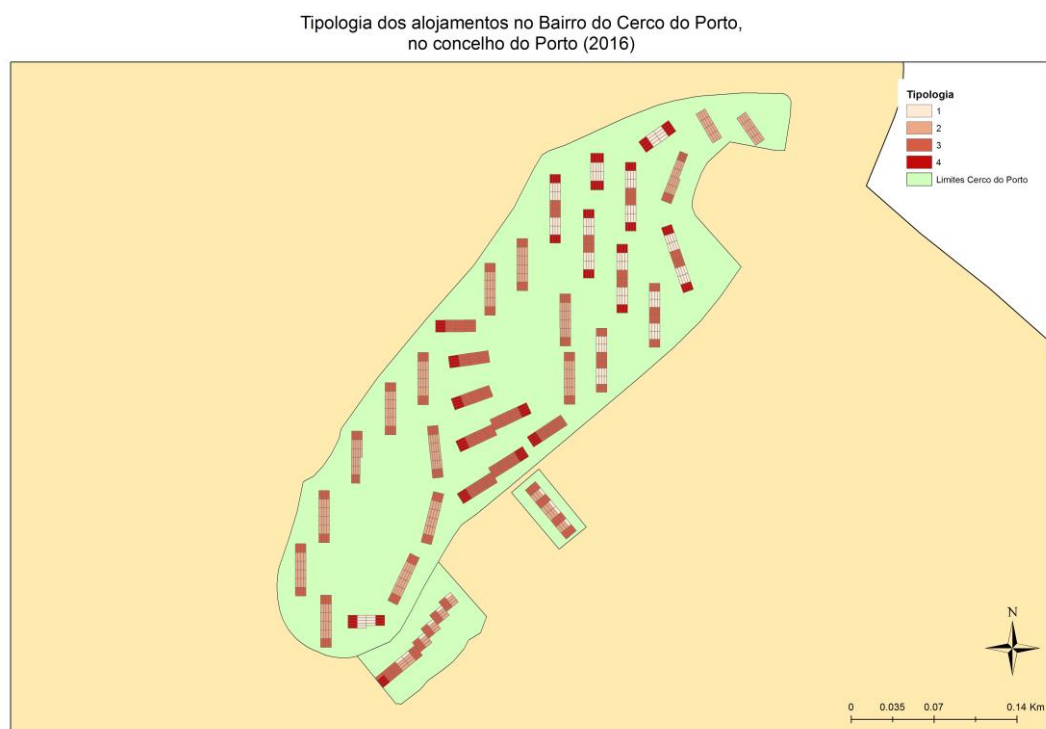 Tipologia dos alojamentos no Bairro do Cerco do Porto,
no concelho do Porto (2016)
Tipologia
1
2
3
4
Limites Cerco do Porto
N
0 0.035 0.07 0.14 Km